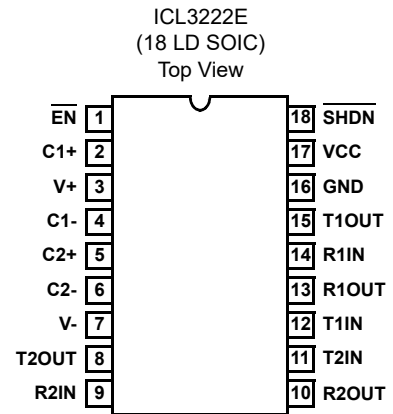 ICL3222E
(18 LD SOIC)
Top View
EN 1 18 SHDN
C1+ 2 17 VCC
V+ 3 16 GND
C1- 4 15 T1OUT
C2+ 5 14 R1IN
C2- 6 13 R1OUT
V- 7 12 T1IN
T2OUT 8 11 T2IN
R2IN 9 10 R2OUT